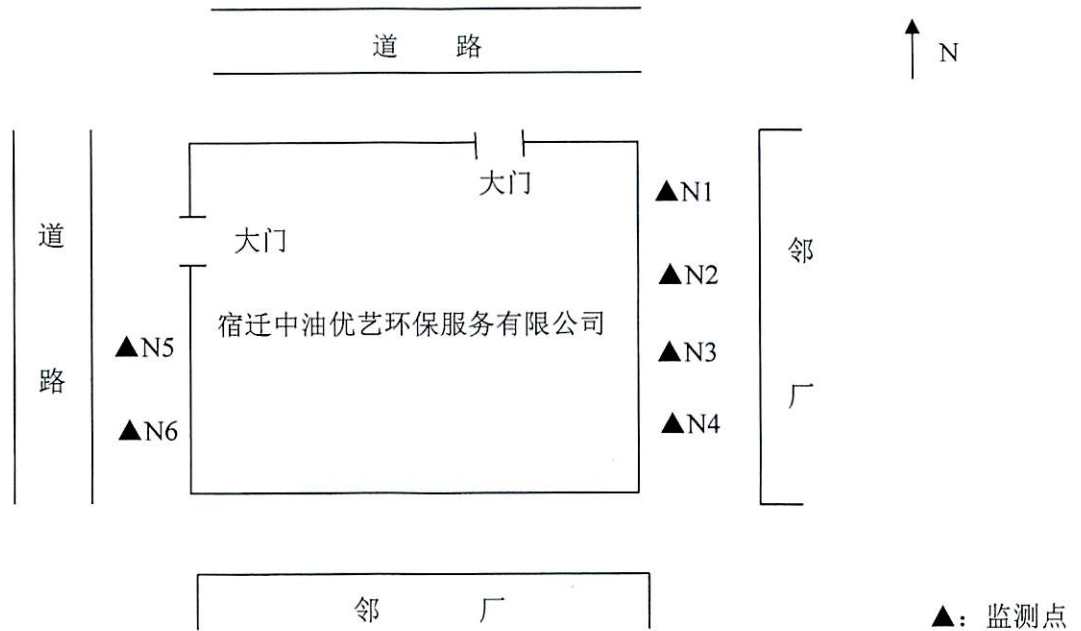 道 路
N
大门
▲N1
道 路
大门
邻 厂
▲N2
宿迁中油优艺环保服务有限公司
▲N5
▲N3
▲N6
▲N4
邻 厂
▲：监测点